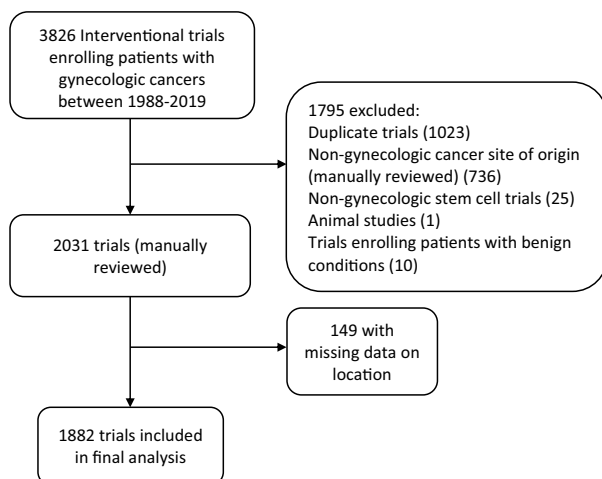 3826 Interventional trials
enrolling patients with
gynecologic cancers
between 1988-2019
1795 excluded:
Duplicate trials (1023)
Non-gynecologic cancer site of origin
(manually reviewed) (736)
Non-gynecologic stem cell trials (25)
Animal studies (1)
Trials enrolling patients with benign
conditions (10)
2031 trials (manually
reviewed)
149 with
missing data on
location
1882 trials included
in final analysis